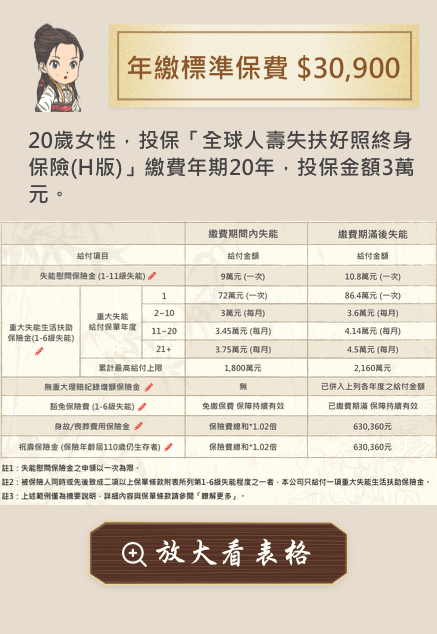 年繳標準保費 $30,900
20歲女性，投保「全球人壽失扶好照終身
保險(H版)」繳費年期20年，投保金額3萬
元。
繳費期間內失能 繳費期滿後失能
給付項目 給付金額 給付金額
失能慰問保險金 (1-11級失能) 9萬元 (一次) 10.8萬元 (一次)
重大失能生活扶助
保險金(1-6級失能)
重大失能
給付保單年度
1 72萬元 (一次) 86.4萬元 (一次)
2~10 3萬元 (每月) 3.6萬元 (每月)
11~20 3.45萬元 (每月) 4.14萬元 (每月)
21+ 3.75萬元 (每月) 4.5萬元 (每月)
累計最高給付上限 1,800萬元 2,160萬元
無重大理賠紀錄增額保險金 無 已併入上列各年度之給付金額
豁免保險費 (1-6級失能) 免繳保費 保障持續有效 已繳費期滿 保障持續有效
身故/喪葬費用保險金 保險費總和*1.02倍 630,360元
祝壽保險金 (保險年齡屆110歲仍生存者) 保險費總和*1.02倍 630,360元
註1：失能慰問保險金之申領以一次為限。
註2：被保險人同時或先後致成二項以上保單條款附表所列第1-6級失能程度之一者，本公司只給付一項重大失能生活扶助保險金。
註3：上述範例僅為摘要說明，詳細內容與保單條款請參閱「瞭解更多」。
放大看表格